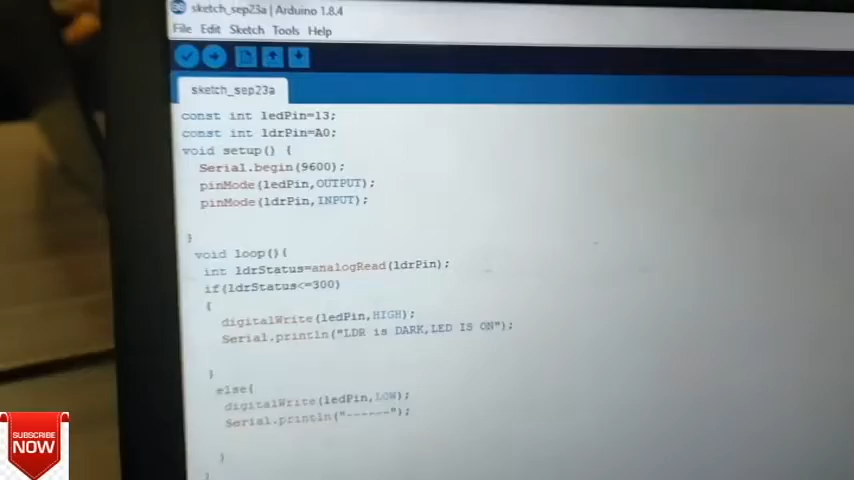 sketch_sep23a | Arduino 1.8.4
File Edit Sketch Tools Help
sketch_sep23a
const int ledPin=13;
const int ldrPin=A0;
void setup() {
Serial.begin(9600);
pinMode(ledPin,OUTPUT);
pinMode(ldrPin,INPUT);
}
void loop(){
int ldrStatus=analogRead(ldrPin);
if(ldrStatus<=300)
{
digitalWrite(ledPin,HIGH);
Serial.println("LDR is DARK,LED IS ON");
}
else{
digitalWrite(ledPin,LOW);
Serial.println("------");
}
}
SUBSCRIBE
NOW